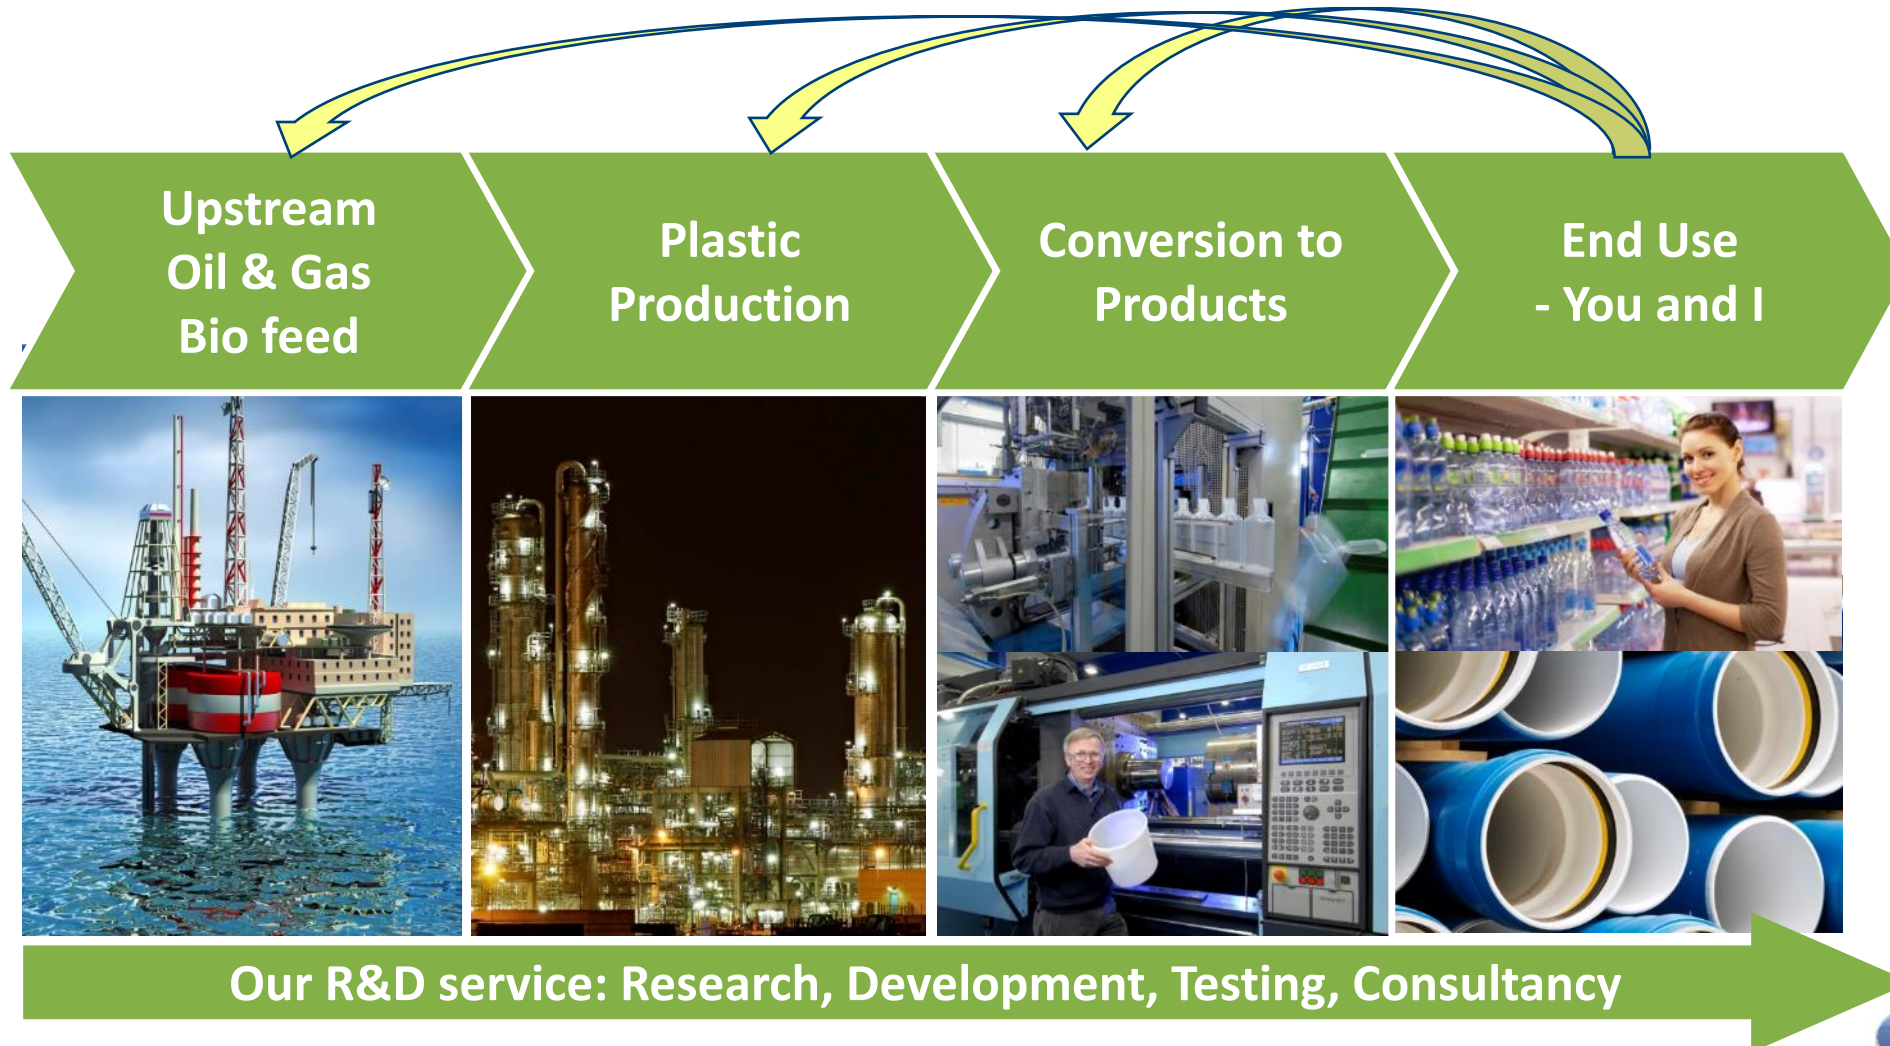 Upstream
Oil & Gas
Bio feed
Plastic
Production
Conversion to
Products
End Use
- You and I
Our R&D service: Research, Development, Testing, Consultancy